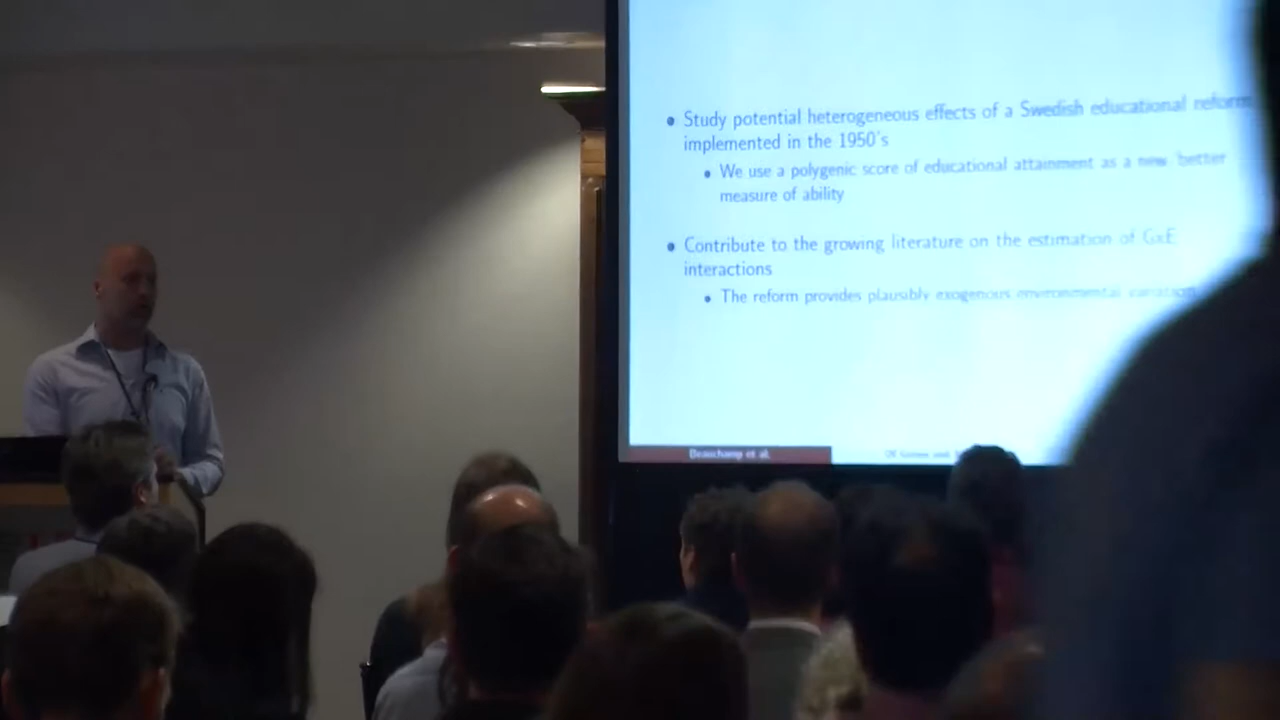 • Study potential heterogeneous effects of a Swedish educational reform
implemented in the 1950's
• We use a polygenic score of educational attainment as a new 'better
measure of ability
• Contribute to the growing literature on the estimation of GxE
interactions
• The reform provides plausibly exogenous environmental variation
Beauchamp et al.